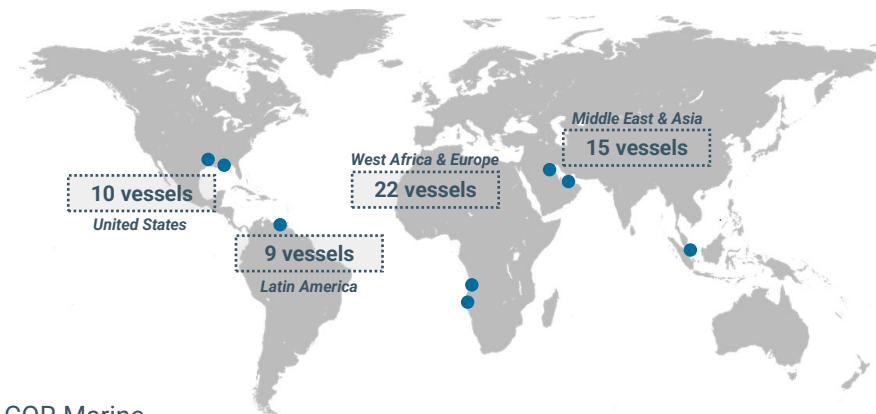 Middle East & Asia
15 vessels
West Africa & Europe
22 vessels
10 vessels
United States
9 vessels
Latin America